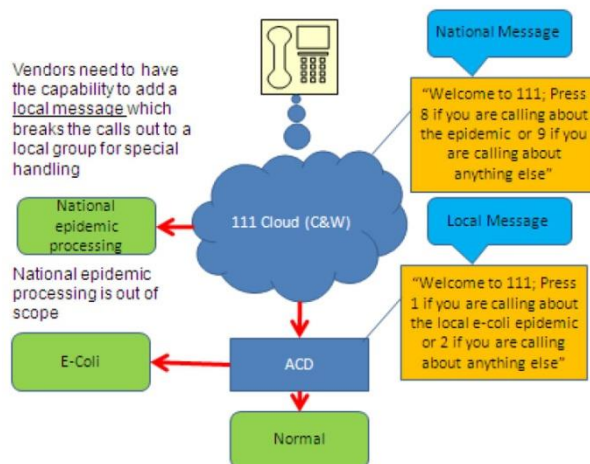 National Message
Vendors need to have
the capability to add a
local message which
breaks the calls out to a
local group for special
handling
“Welcome to 111; Press
8 if you are calling about
the epidemic or 9 if you
are calling about
anything else”
National
epidemic
processing
111 Cloud (C&W)
Local Message
National epidemic
processing is out of
scope
“Welcome to 111; Press
1 if you are calling about
the local e-coli epidemic
or 2 if you are calling
about anything else”
E-Coli
ACD
Normal